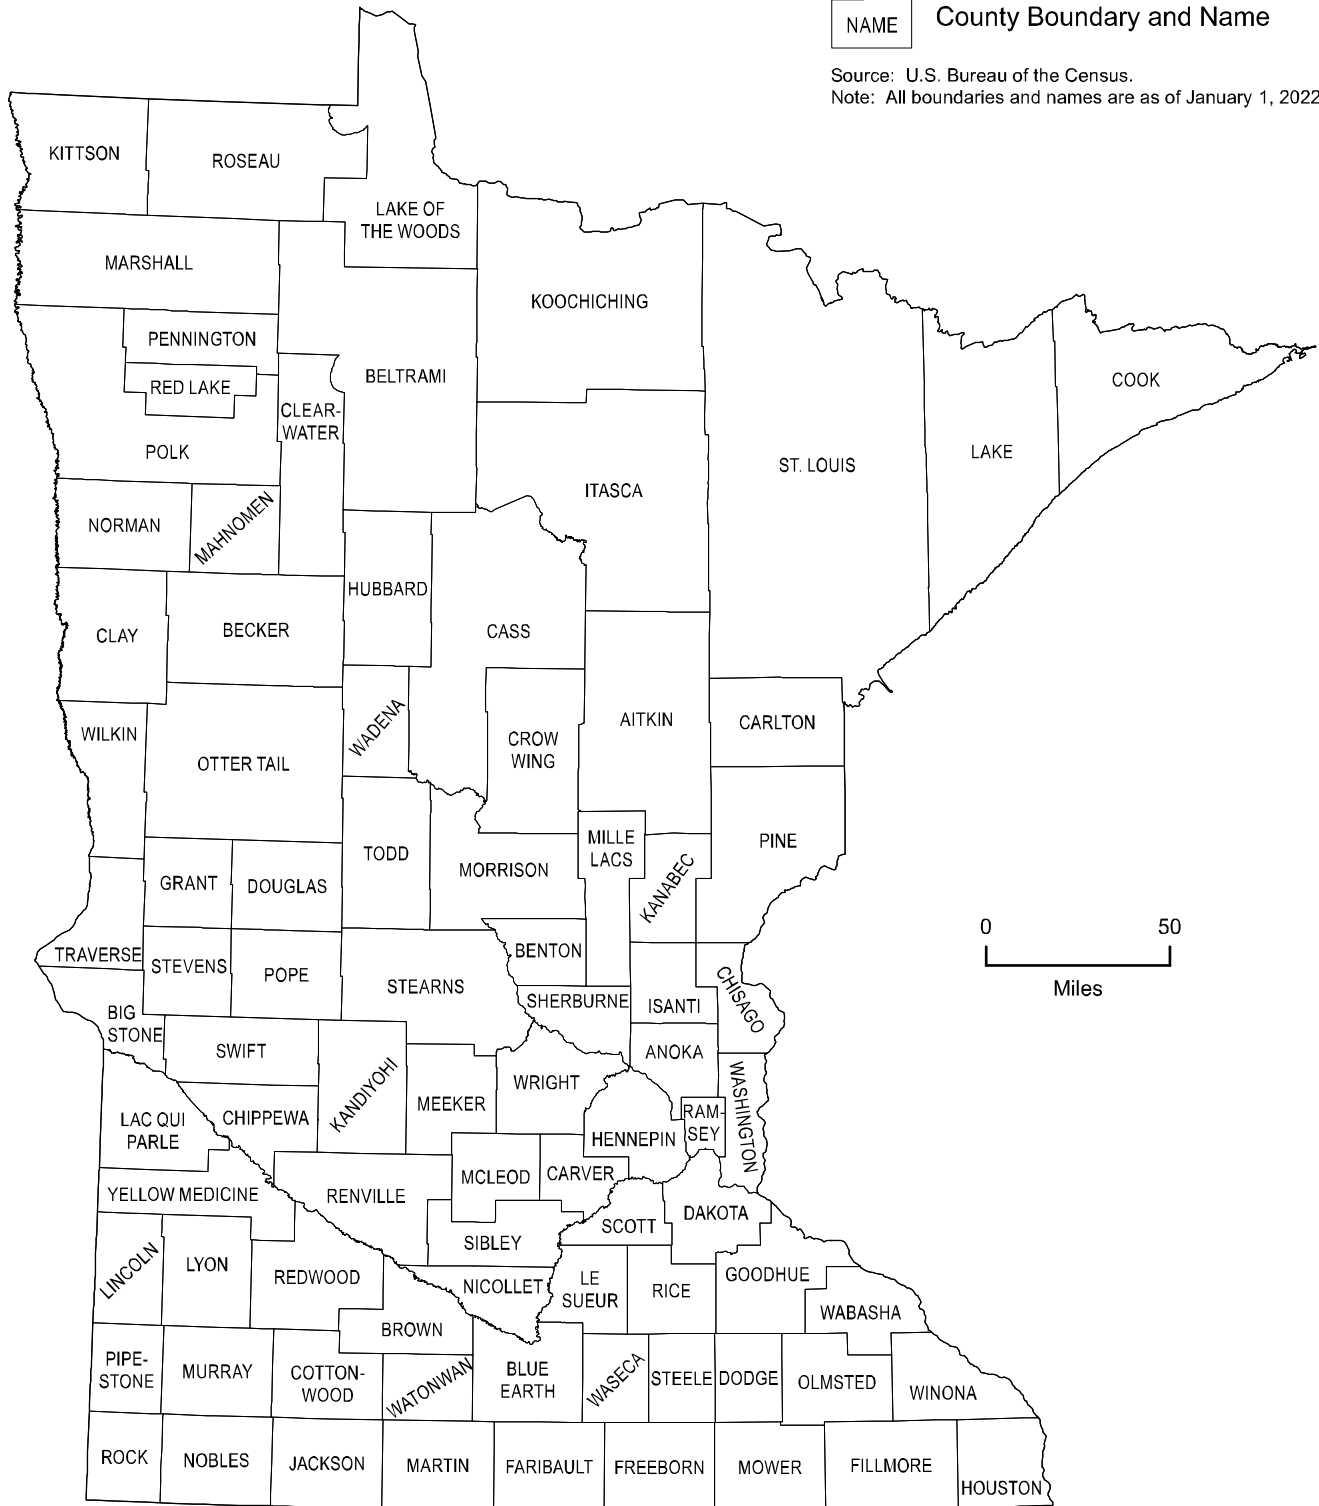 NAME
County Boundary and Name
Source: U.S. Bureau of the Census.
Note: All boundaries and names are as of January 1, 2022
KITTSON
ROSEAU
LAKE OF
THE WOODS
MARSHALL
KOOCHICHING
PENNINGTON
RED LAKE
BELTRAMI
COOK
CLEAR-
WATER
POLK
ST. LOUIS
LAKE
ITASCA
NORMAN
MAHNOMEN
HUBBARD
CLAY
BECKER
CASS
WILKIN
OTTER TAIL
WADENA
CROW
WING
AITKIN
CARLTON
TODD
MORRISON
MILLE
LACS
KANABEC
PINE
GRANT
DOUGLAS
TRAVERSE
STEVENS
POPE
STEARNS
BENTON
SHERBURNE
ISANTI
CHISAGO
0
50
Miles
BIG
STONE
SWIFT
KANDIYOHI
MEEKER
WRIGHT
ANOKA
WASHINGTON
LAC QUI
PARLE
CHIPPEWA
HENNEPIN
RAM-
SEY
YELLOW MEDICINE
RENVILLE
MCLEOD
CARVER
SCOTT
DAKOTA
LINCOLN
LYON
REDWOOD
SIBLEY
NICOLLET
LE
SUEUR
RICE
GOODHUE
WABASHA
BROWN
PIPE-
STONE
MURRAY
COTTON-
WOOD
WATONWAN
BLUE
EARTH
WASECA
STEELE
DODGE
OLMSTED
WINONA
ROCK
NOBLES
JACKSON
MARTIN
FARIBAULT
FREEBORN
MOWER
FILLMORE
HOUSTON